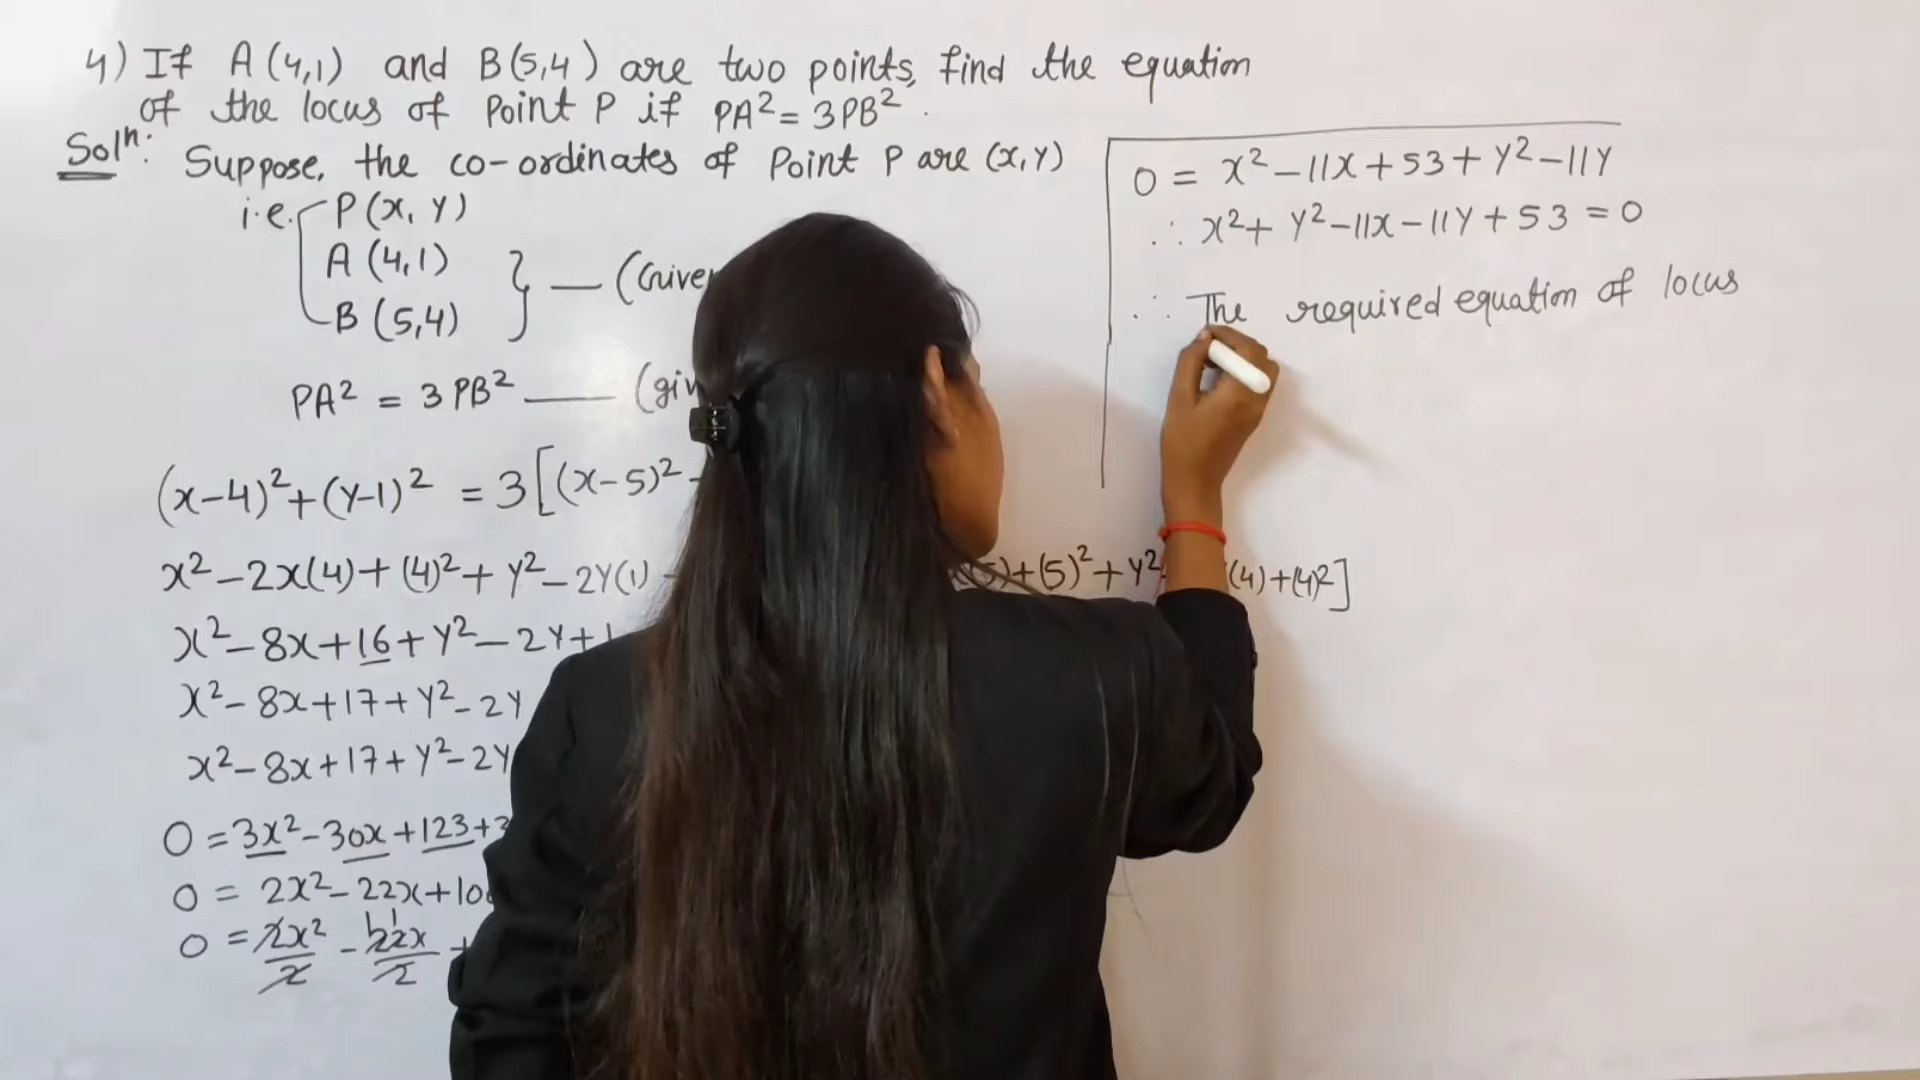 4) If A(4,1) and B(5,4) are two points, find the equation
of the locus of point P if PA² = 3PB².
Solⁿ: Suppose, the co-ordinates of Point P are (x,y)
i.e. P(x, y)
A (4,1)
B (5,4) } — (Given
PA² = 3PB² — (giv
(x-4)²+(y-1)² = 3[(x-5)²
x²-2x(4)+(4)²+y²-2y(1) (5)+(5)²+y² (4)+(4)²]
x²-8x+16+y²-2y+1
x²-8x+17+y²-2y
x²-8x+17+y²-2y
0 = 3x²-30x+123+3
0 = 2x²-22x+10
0 = 2x²/2 - 22x/2 + 11
0 = x²-11x+53+y²-11y
∴ x²+y²-11x-11y+53 = 0
∴ The required equation of locus